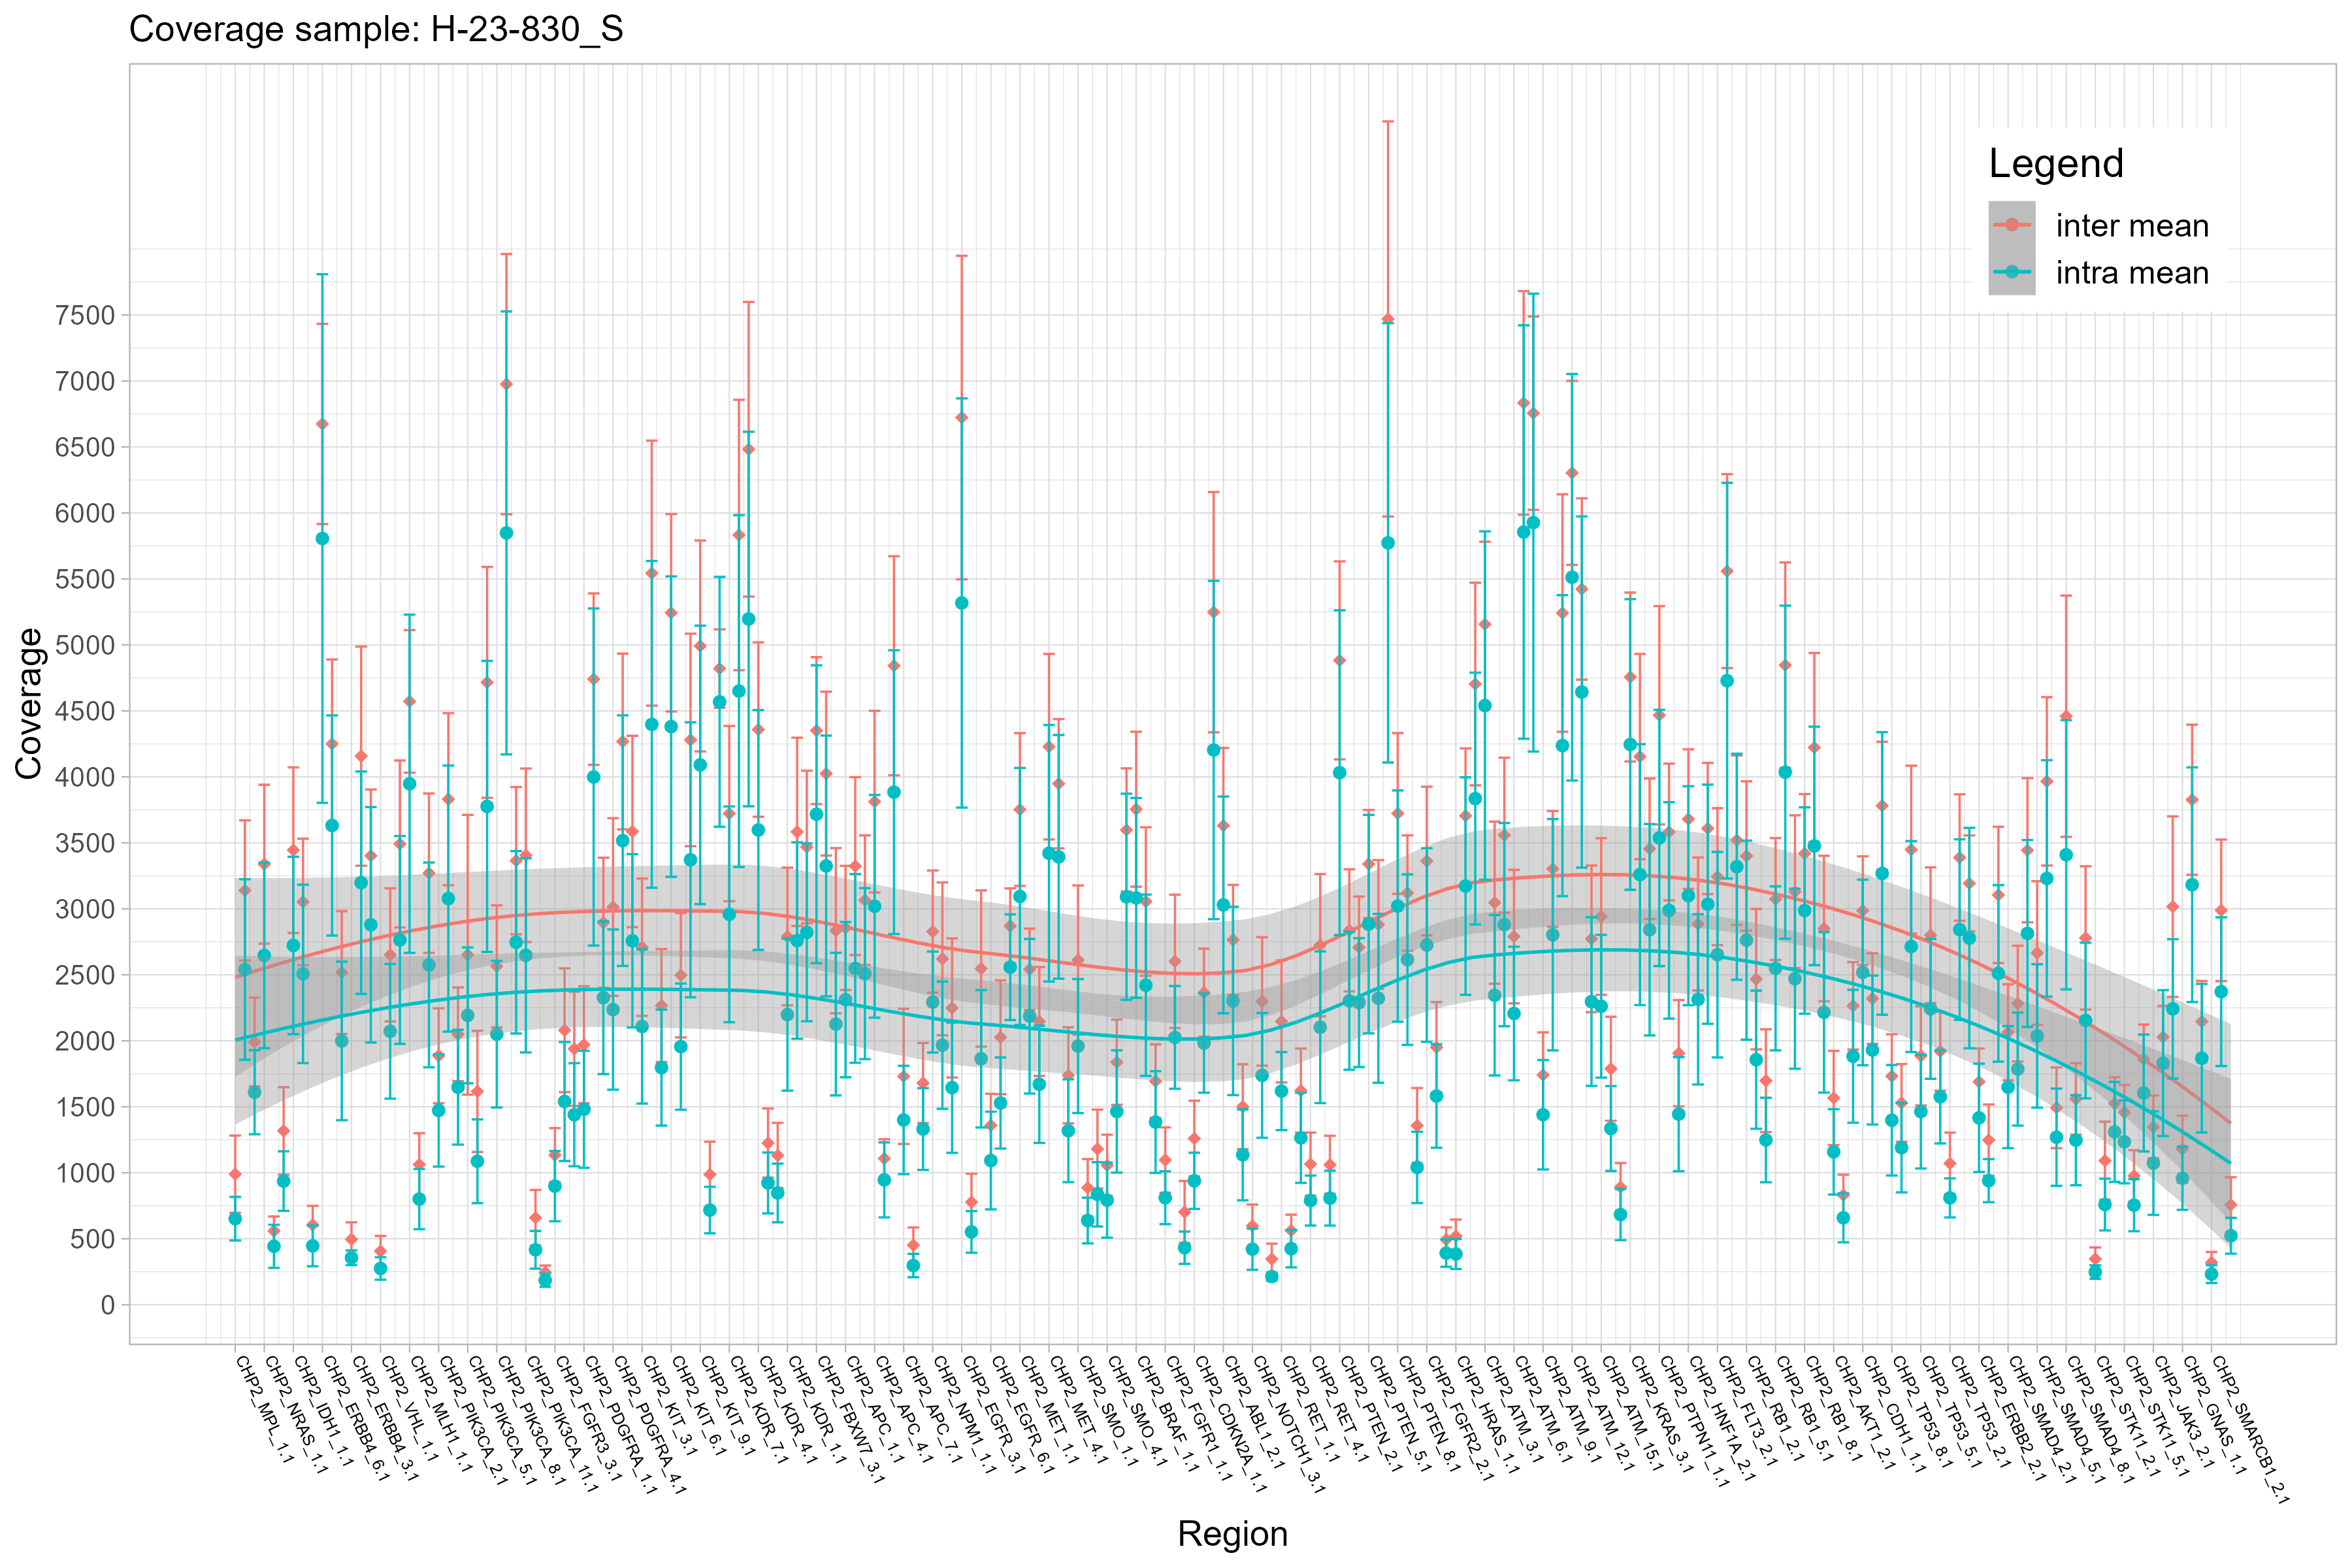 Coverage sample: H-23-830_S
Legend
inter mean
intra mean
Coverage
7500
7000
6500
6000
5500
5000
4500
4000
3500
3000
2500
2000
1500
1000
500
0
CHP2_MPL_1.1
CHP2_NRAS_1.1
CHP2_IDH1_1.1
CHP2_ERBB4_6.1
CHP2_ERBB4_3.1
CHP2_VHL_1.1
CHP2_MLH1_1.1
CHP2_PIK3CA_2.1
CHP2_PIK3CA_5.1
CHP2_PIK3CA_8.1
CHP2_PIK3CA_11.1
CHP2_FGFR3_3.1
CHP2_PDGFRA_1.1
CHP2_PDGFRA_4.1
CHP2_KIT_3.1
CHP2_KIT_6.1
CHP2_KIT_9.1
CHP2_KDR_7.1
CHP2_KDR_4.1
CHP2_KDR_1.1
CHP2_FBXW7_3.1
CHP2_APC_1.1
CHP2_APC_4.1
CHP2_APC_7.1
CHP2_NPM1_1.1
CHP2_EGFR_3.1
CHP2_EGFR_6.1
CHP2_MET_1.1
CHP2_MET_4.1
CHP2_SMO_1.1
CHP2_SMO_4.1
CHP2_BRAF_1.1
CHP2_FGFR1_1.1
CHP2_CDKN2A_1.1
CHP2_ABL1_2.1
CHP2_NOTCH1_3.1
CHP2_RET_1.1
CHP2_RET_4.1
CHP2_PTEN_2.1
CHP2_PTEN_5.1
CHP2_PTEN_8.1
CHP2_FGFR2_2.1
CHP2_HRAS_1.1
CHP2_ATM_3.1
CHP2_ATM_6.1
CHP2_ATM_9.1
CHP2_ATM_12.1
CHP2_ATM_15.1
CHP2_KRAS_3.1
CHP2_PTPN11_1.1
CHP2_HNF1A_2.1
CHP2_FLT3_2.1
CHP2_RB1_2.1
CHP2_RB1_5.1
CHP2_RB1_8.1
CHP2_AKT1_2.1
CHP2_CDH1_1.1
CHP2_TP53_8.1
CHP2_TP53_5.1
CHP2_TP53_2.1
CHP2_ERBB2_2.1
CHP2_SMAD4_2.1
CHP2_SMAD4_5.1
CHP2_SMAD4_8.1
CHP2_STK11_2.1
CHP2_STK11_5.1
CHP2_JAK3_2.1
CHP2_GNAS_1.1
CHP2_SMARCB1_2.1
Region